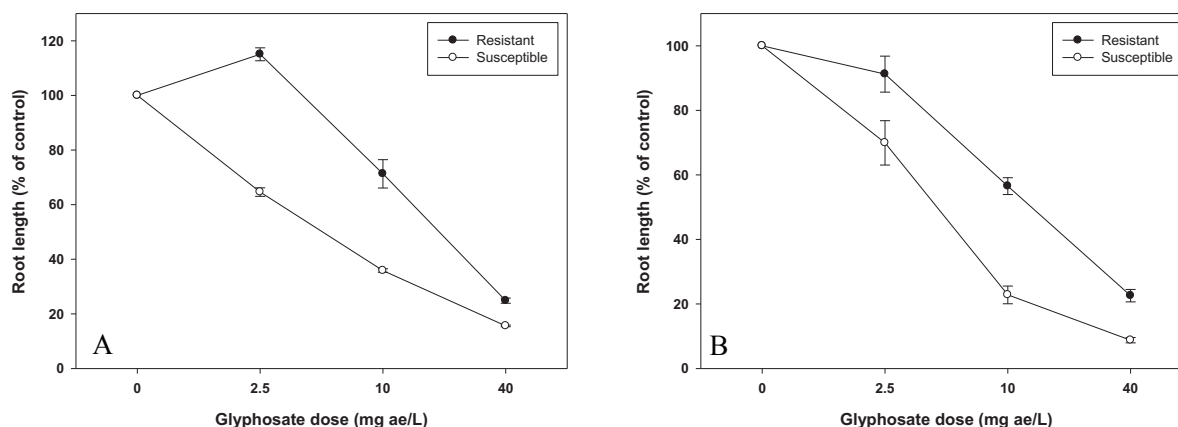 Resistant
Susceptible
120
100
80
60
40
20
0
Root length (% of control)
A
0 2.5 10 40
Glyphosate dose (mg ae/L)
Resistant
Susceptible
100
80
60
40
20
0
Root length (% of control)
B
0 2.5 10 40
Glyphosate dose (mg ae/L)